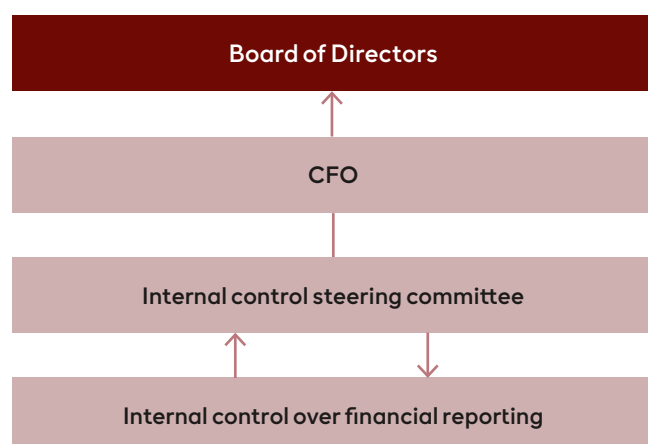 Board of Directors
CFO
Internal control steering committee
Internal control over financial reporting